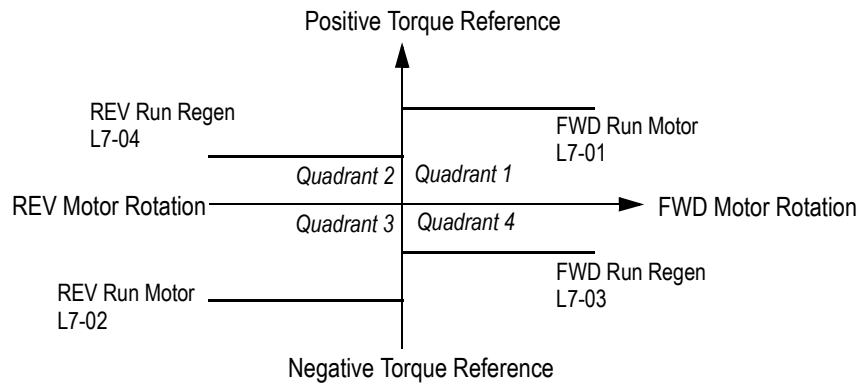 Positive Torque Reference
REV Run Regen
L7-04
FWD Run Motor
L7-01
Quadrant 2
Quadrant 1
REV Motor Rotation
FWD Motor Rotation
Quadrant 3
Quadrant 4
REV Run Motor
L7-02
FWD Run Regen
L7-03
Negative Torque Reference